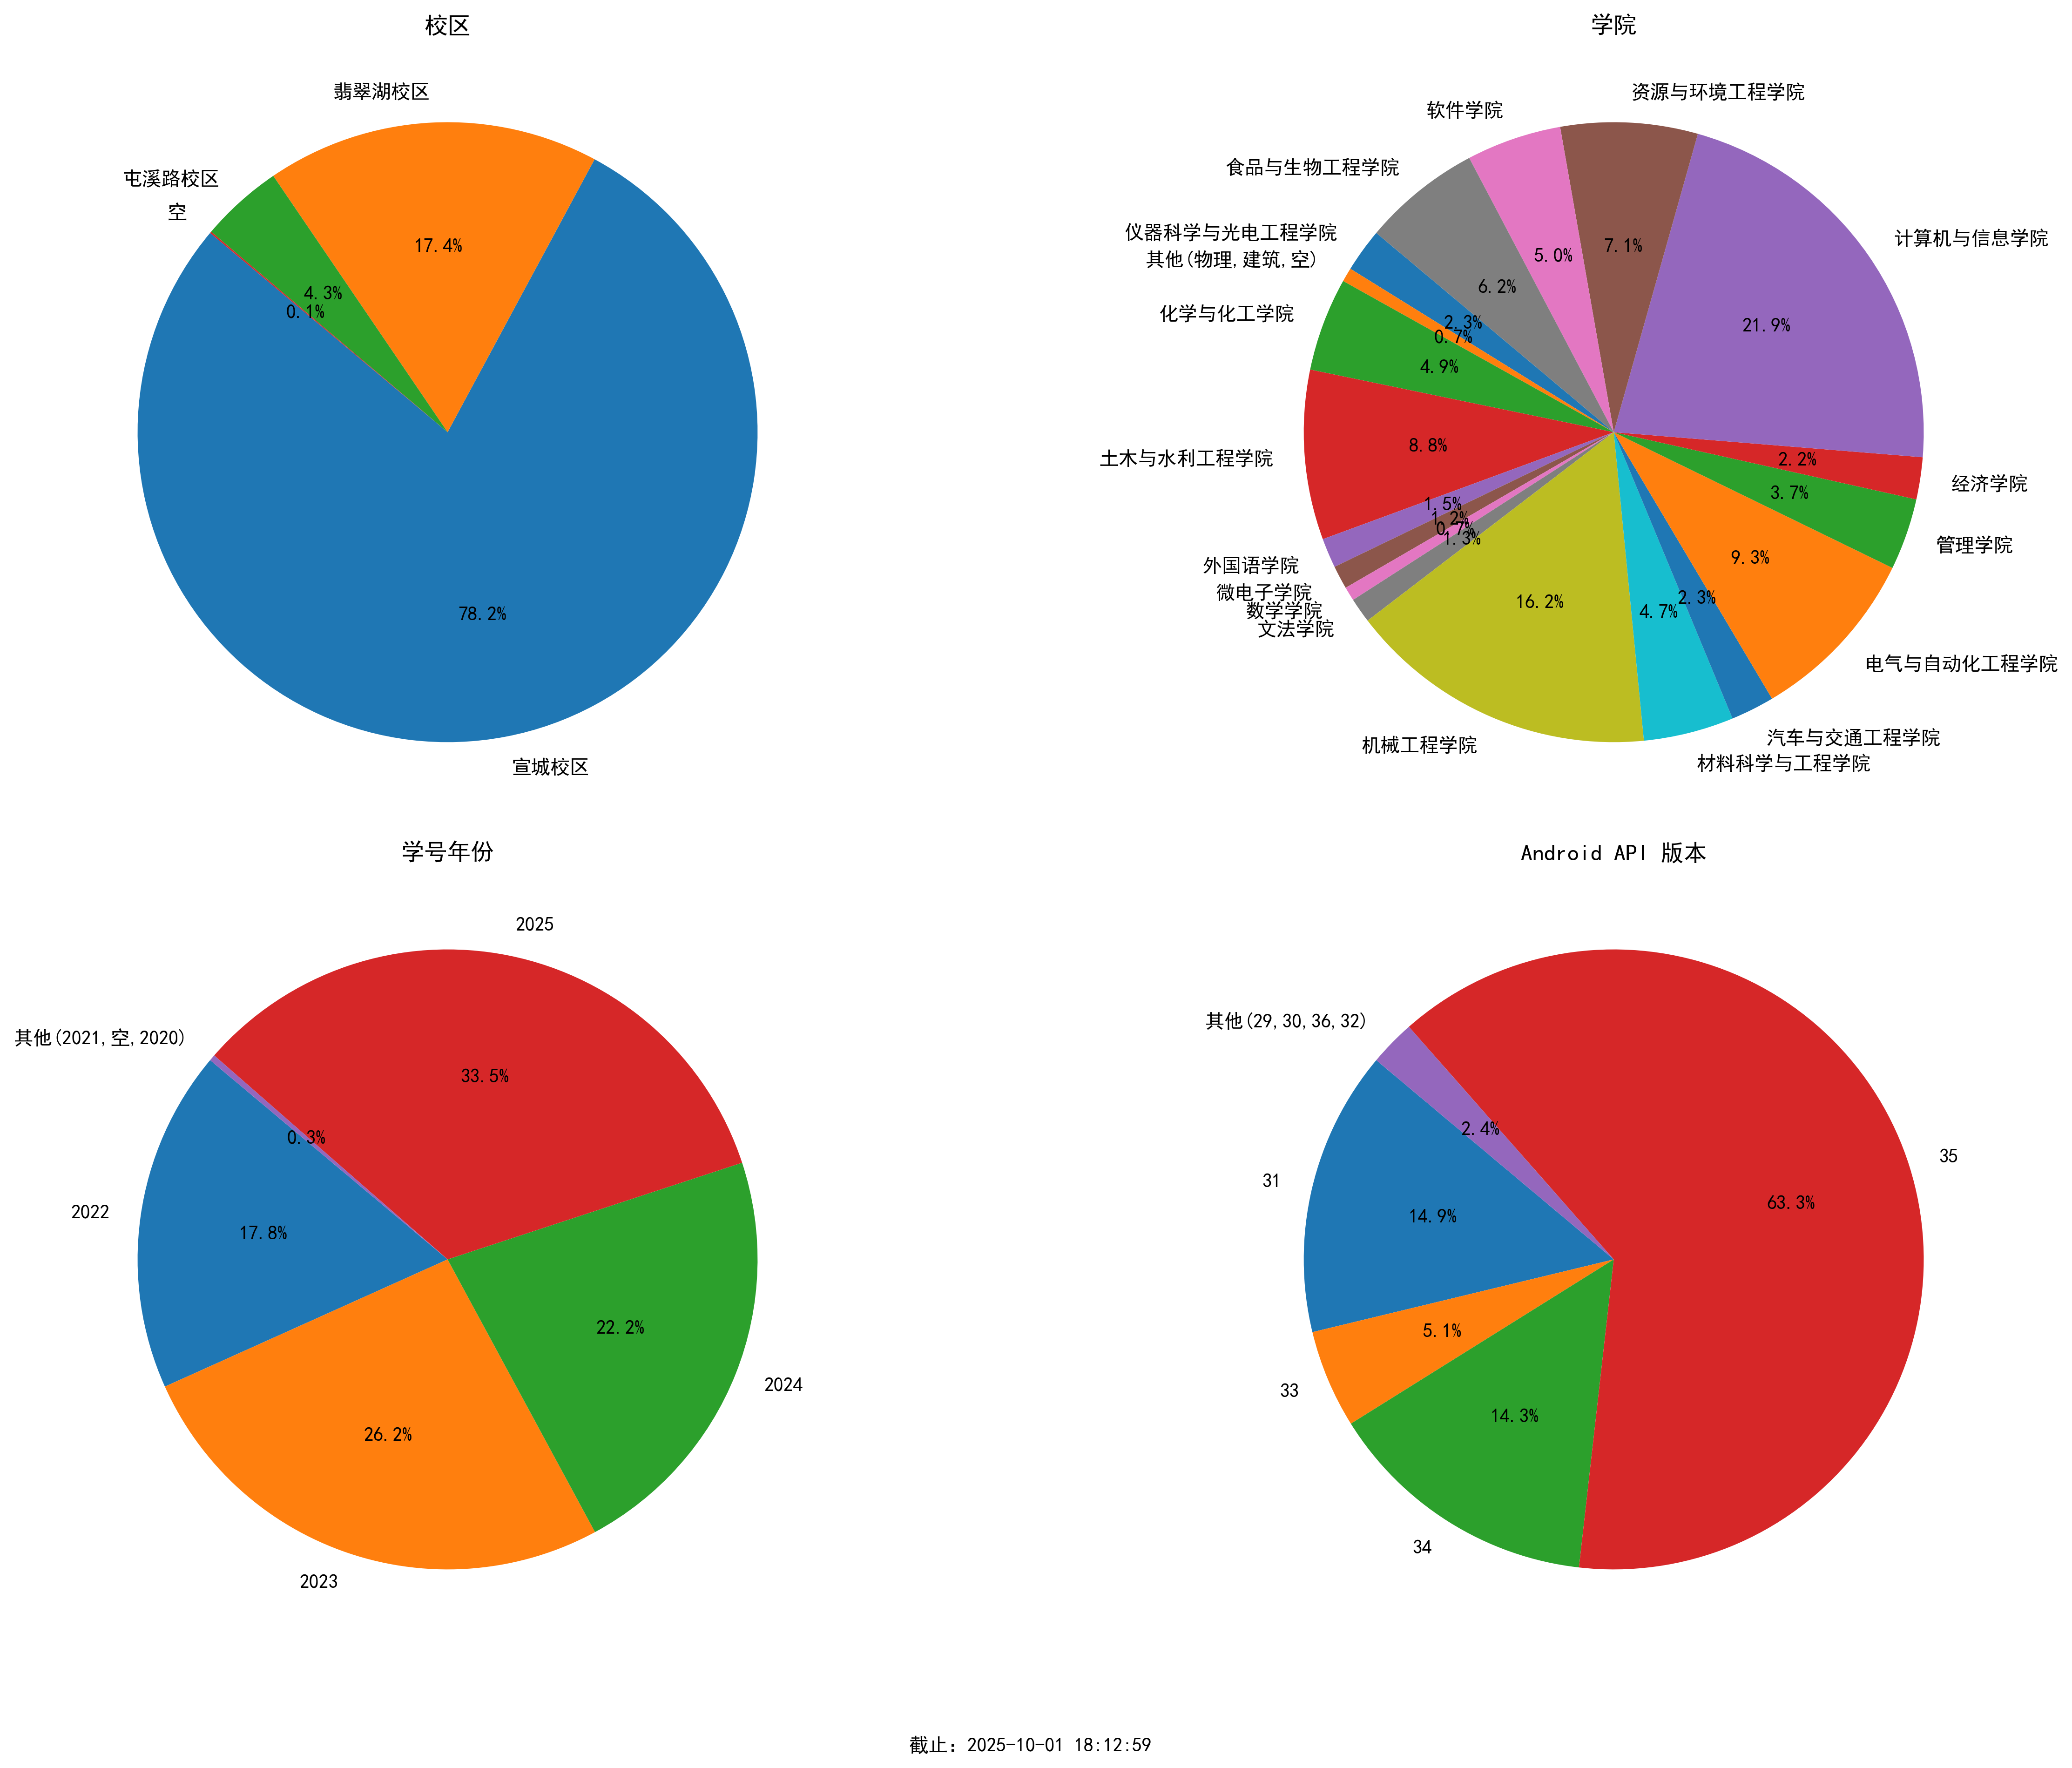 校区
翡翠湖校区
屯溪路校区
空
17.4%
4.3%
0.1%
78.2%
宣城校区
学院
资源与环境工程学院
软件学院
食品与生物工程学院
仪器科学与光电工程学院
其他(物理,建筑,空)
化学与化工学院
土木与水利工程学院
外国语学院
微电子学院
数学学院
文法学院
机械工程学院
材料科学与工程学院
汽车与交通工程学院
电气与自动化工程学院
管理学院
经济学院
计算机与信息学院
7.1%
5.0%
6.2%
2.3%
0.7%
4.9%
8.8%
1.5%
1.2%
0.7%
1.3%
16.2%
4.7%
2.3%
9.3%
3.7%
2.2%
21.9%
学号年份
2025
其他(2021,空,2020)
33.5%
0.3%
2022
17.8%
22.2%
2024
26.2%
2023
Android API 版本
其他(29,30,36,32)
2.4%
35
31
63.3%
14.9%
5.1%
33
14.3%
34
截止：2025-10-01 18:12:59